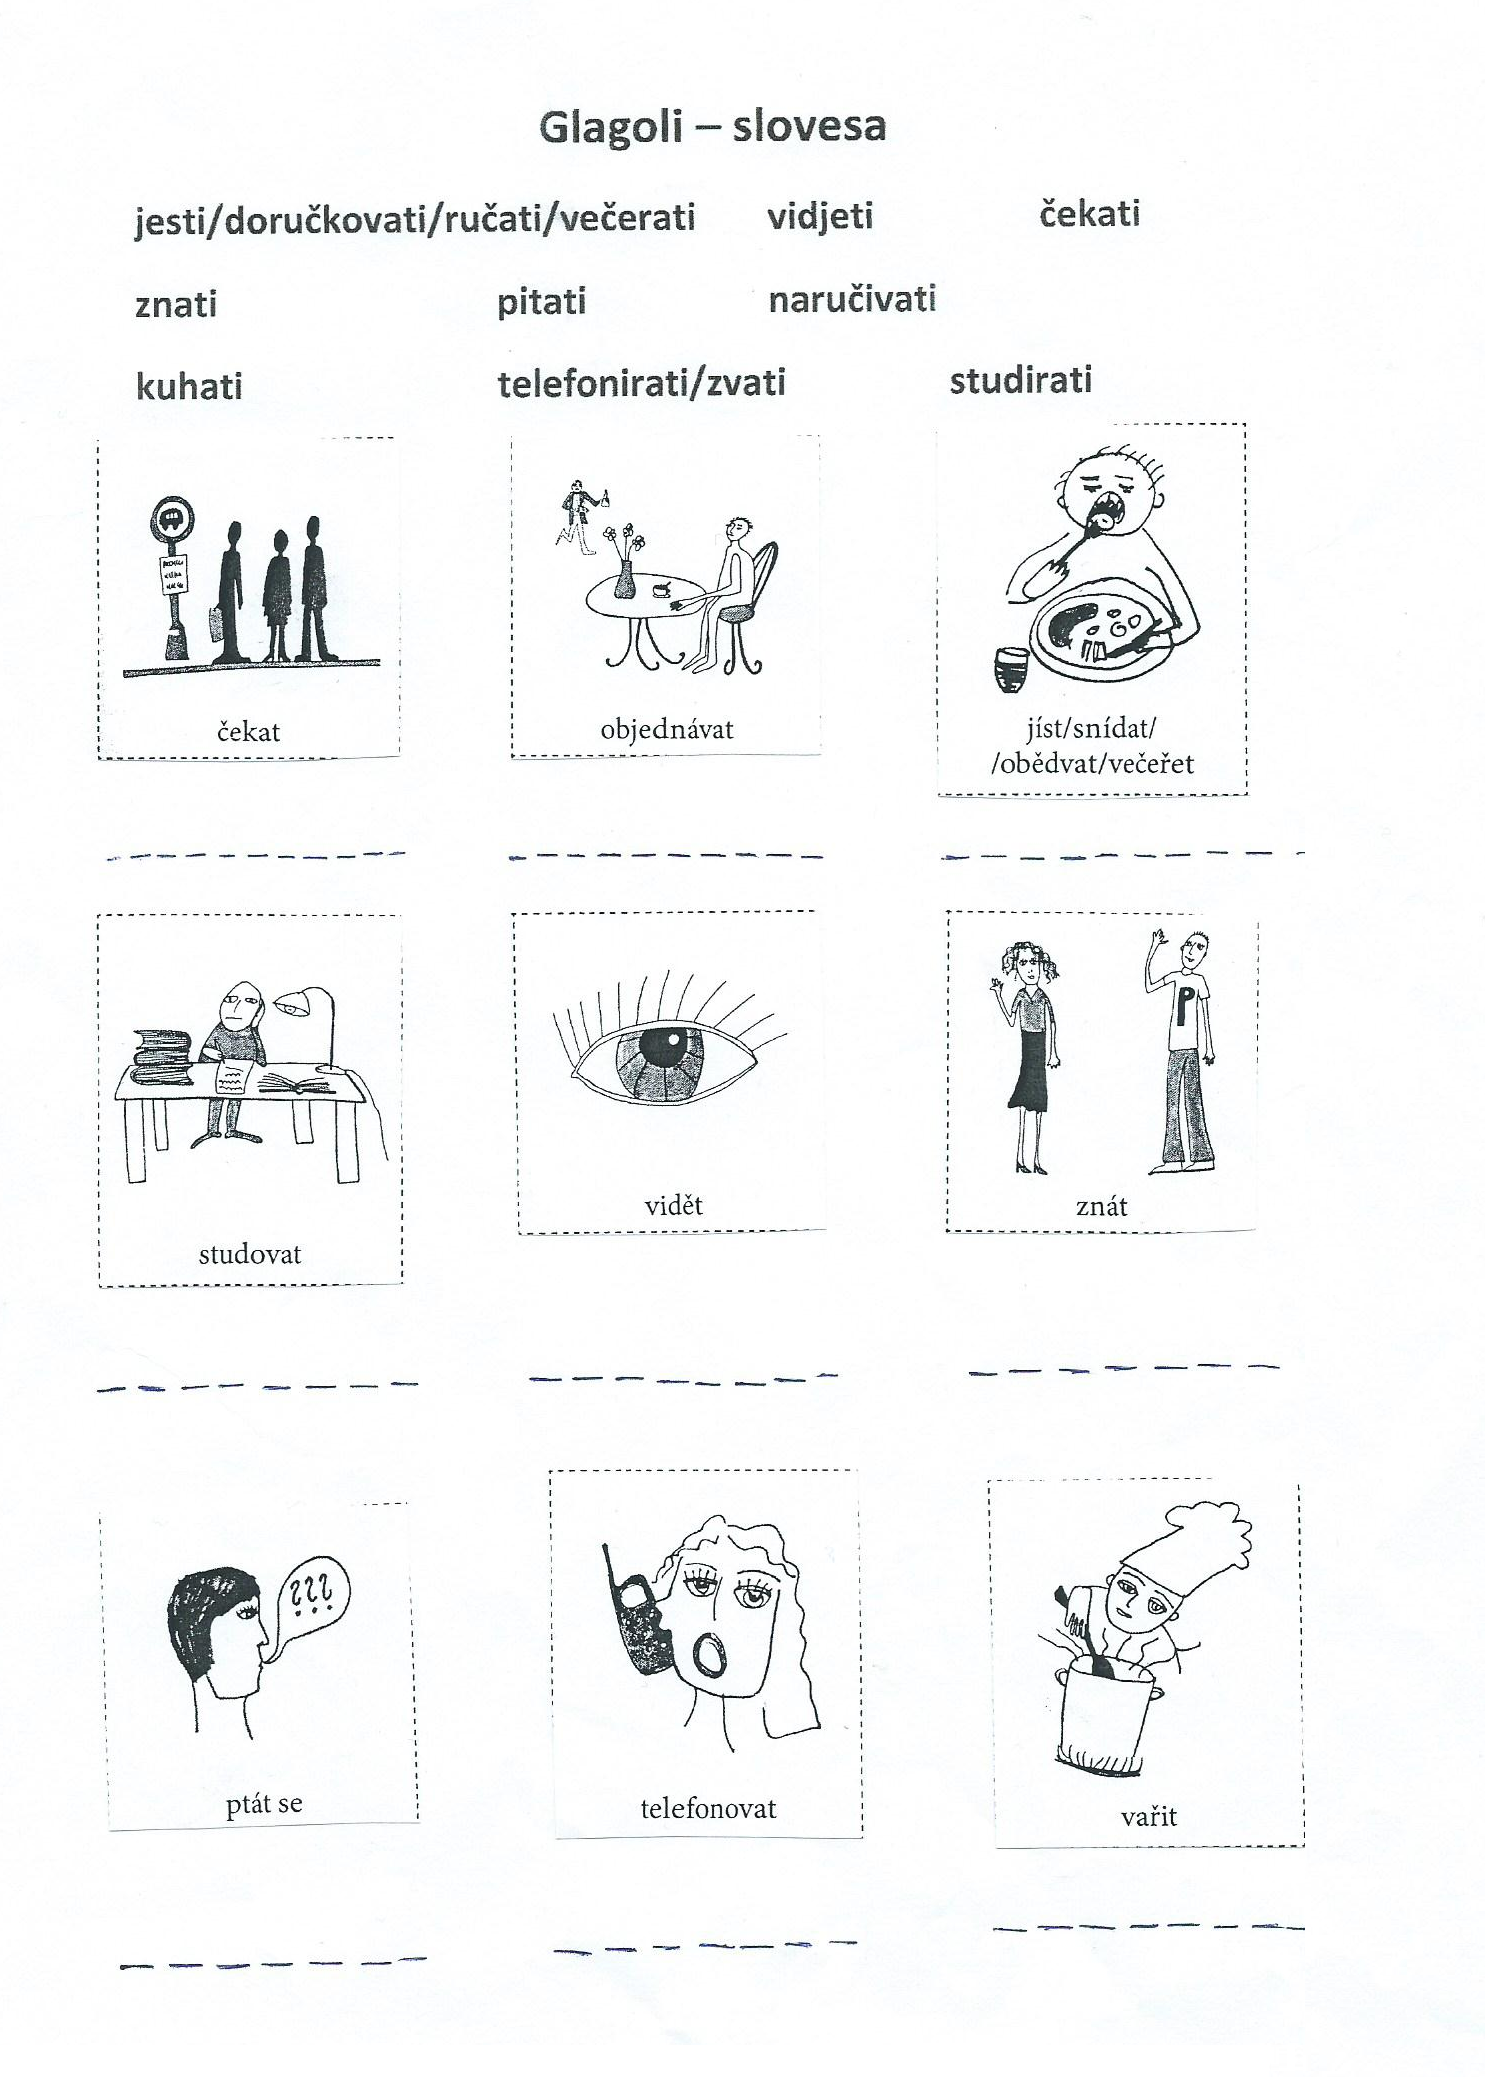 Glagoli – slovesa
jesti/doručkovati/ručati/večerati vidjeti čekati
znati pitati naručivati
kuhati telefonirati/zvati studirati
čekat
objednávat
jíst/snídat/
/obědvat/večeřet
studovat
vidět
znát
P
???
ptát se
telefonovat
vařit